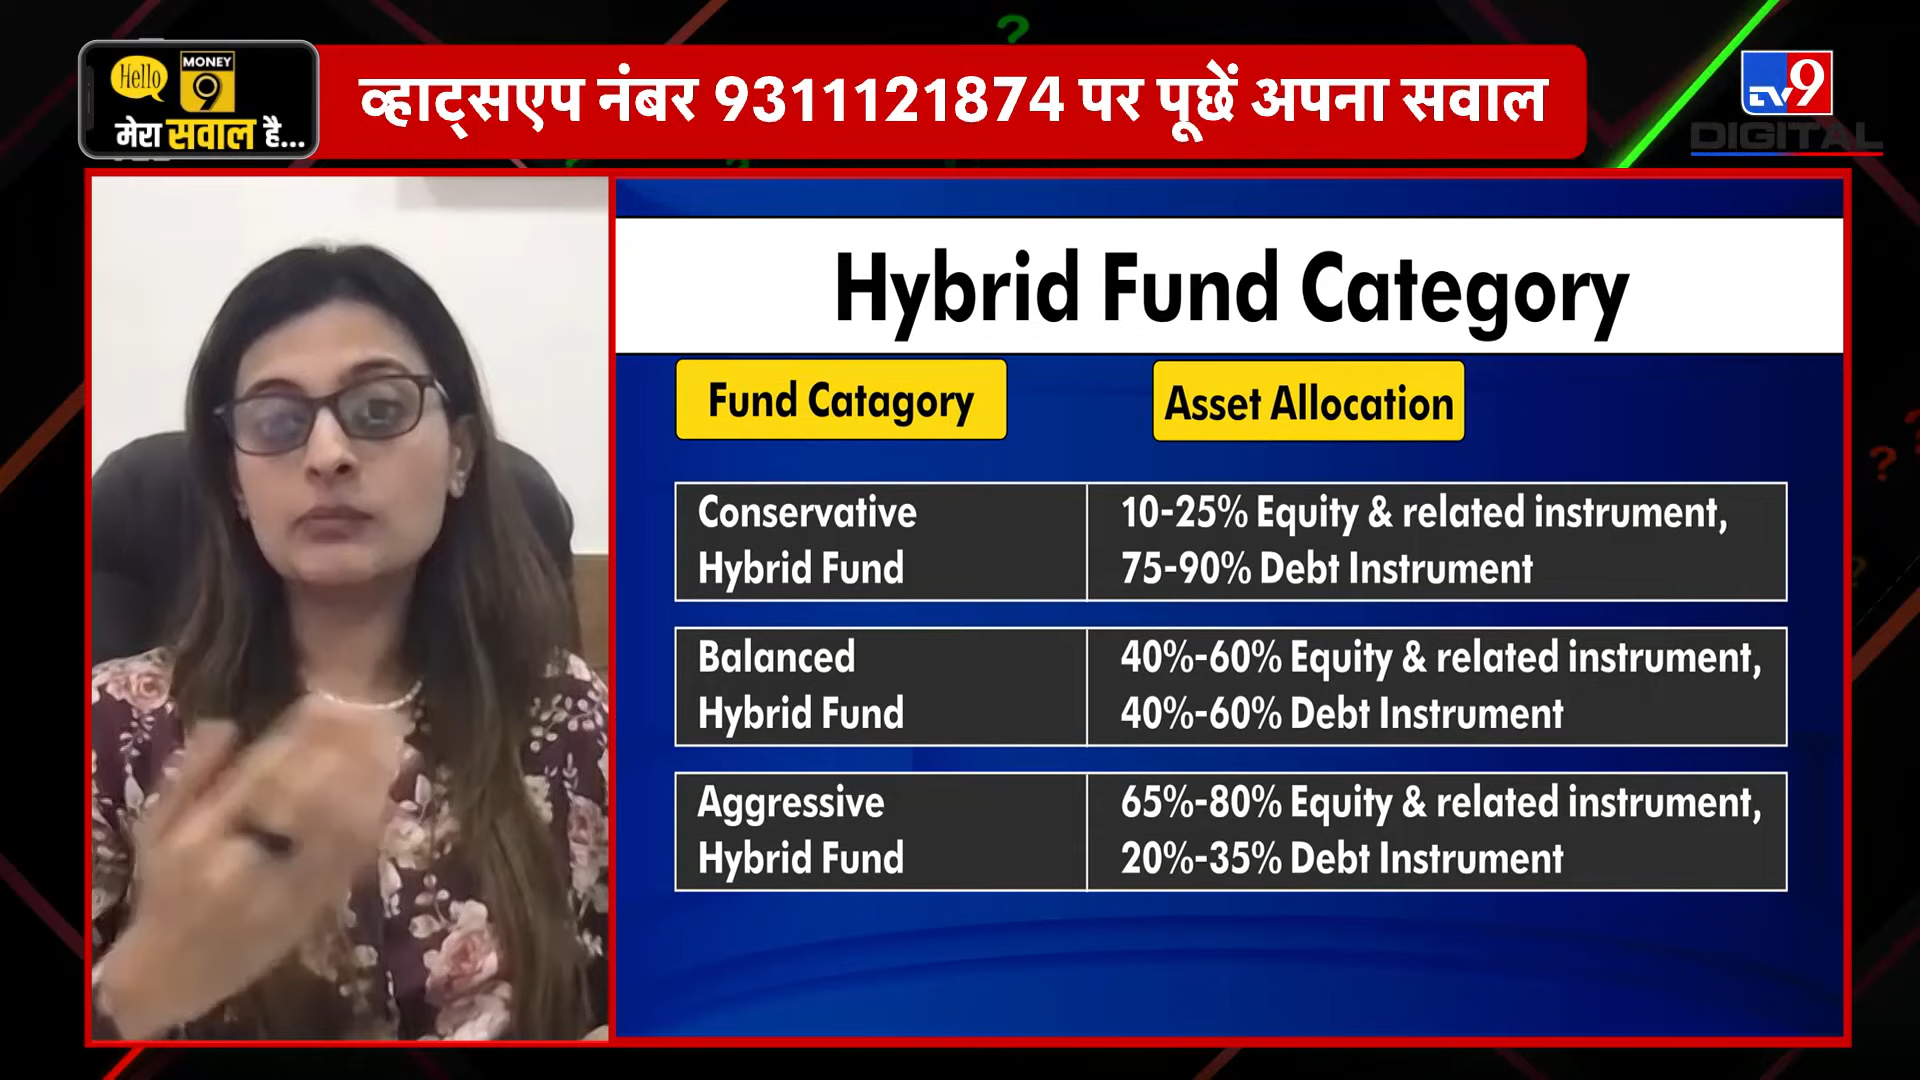 Hello
MONEY
9
मेरा सवाल है...
व्हाट्सएप नंबर 9311121874 पर पूछें अपना सवाल
TV9
DIGITAL
Hybrid Fund Category
Fund Catagory
Asset Allocation
Conservative
Hybrid Fund
10-25% Equity & related instrument,
75-90% Debt Instrument
Balanced
Hybrid Fund
40%-60% Equity & related instrument,
40%-60% Debt Instrument
Aggressive
Hybrid Fund
65%-80% Equity & related instrument,
20%-35% Debt Instrument